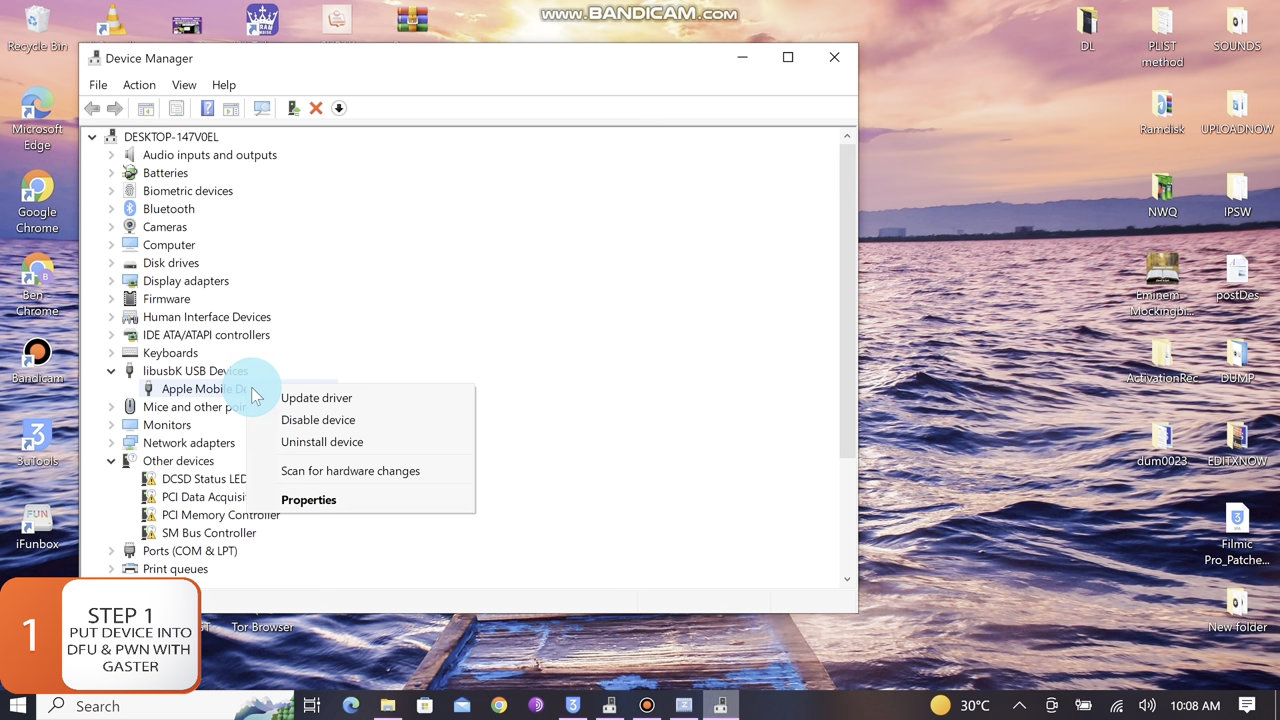 www.BANDICAM.com
Recycle Bin
Microsoft
Edge
Google
Chrome
Ben -
Chrome
Bandicam
3uTools
iFunbox
Device Manager
File Action View Help
DESKTOP-147V0EL
Audio inputs and outputs
Batteries
Biometric devices
Bluetooth
Cameras
Computer
Disk drives
Display adapters
Firmware
Human Interface Devices
IDE ATA/ATAPI controllers
Keyboards
libusbK USB Devices
Apple Mobile De
Mice and other poin
Monitors
Network adapters
Other devices
DCSD Status LED
PCI Data Acquisi
PCI Memory Controller
SM Bus Controller
Ports (COM & LPT)
Print queues
Update driver
Disable device
Uninstall device
Scan for hardware changes
Properties
DL
PLIST
method
SOUNDS
Ramdisk
UPLOADNOW
NWQ
IPSW
Eminem -
Mockingbi...
postDes
ActivationRec...
DUMP
dum0023
EDITXNOW
Filmic
Pro_Patche...
New folder
Tor Browser
1
STEP 1
PUT DEVICE INTO
DFU & PWN WITH
GASTER
Search
30°C
10:08 AM